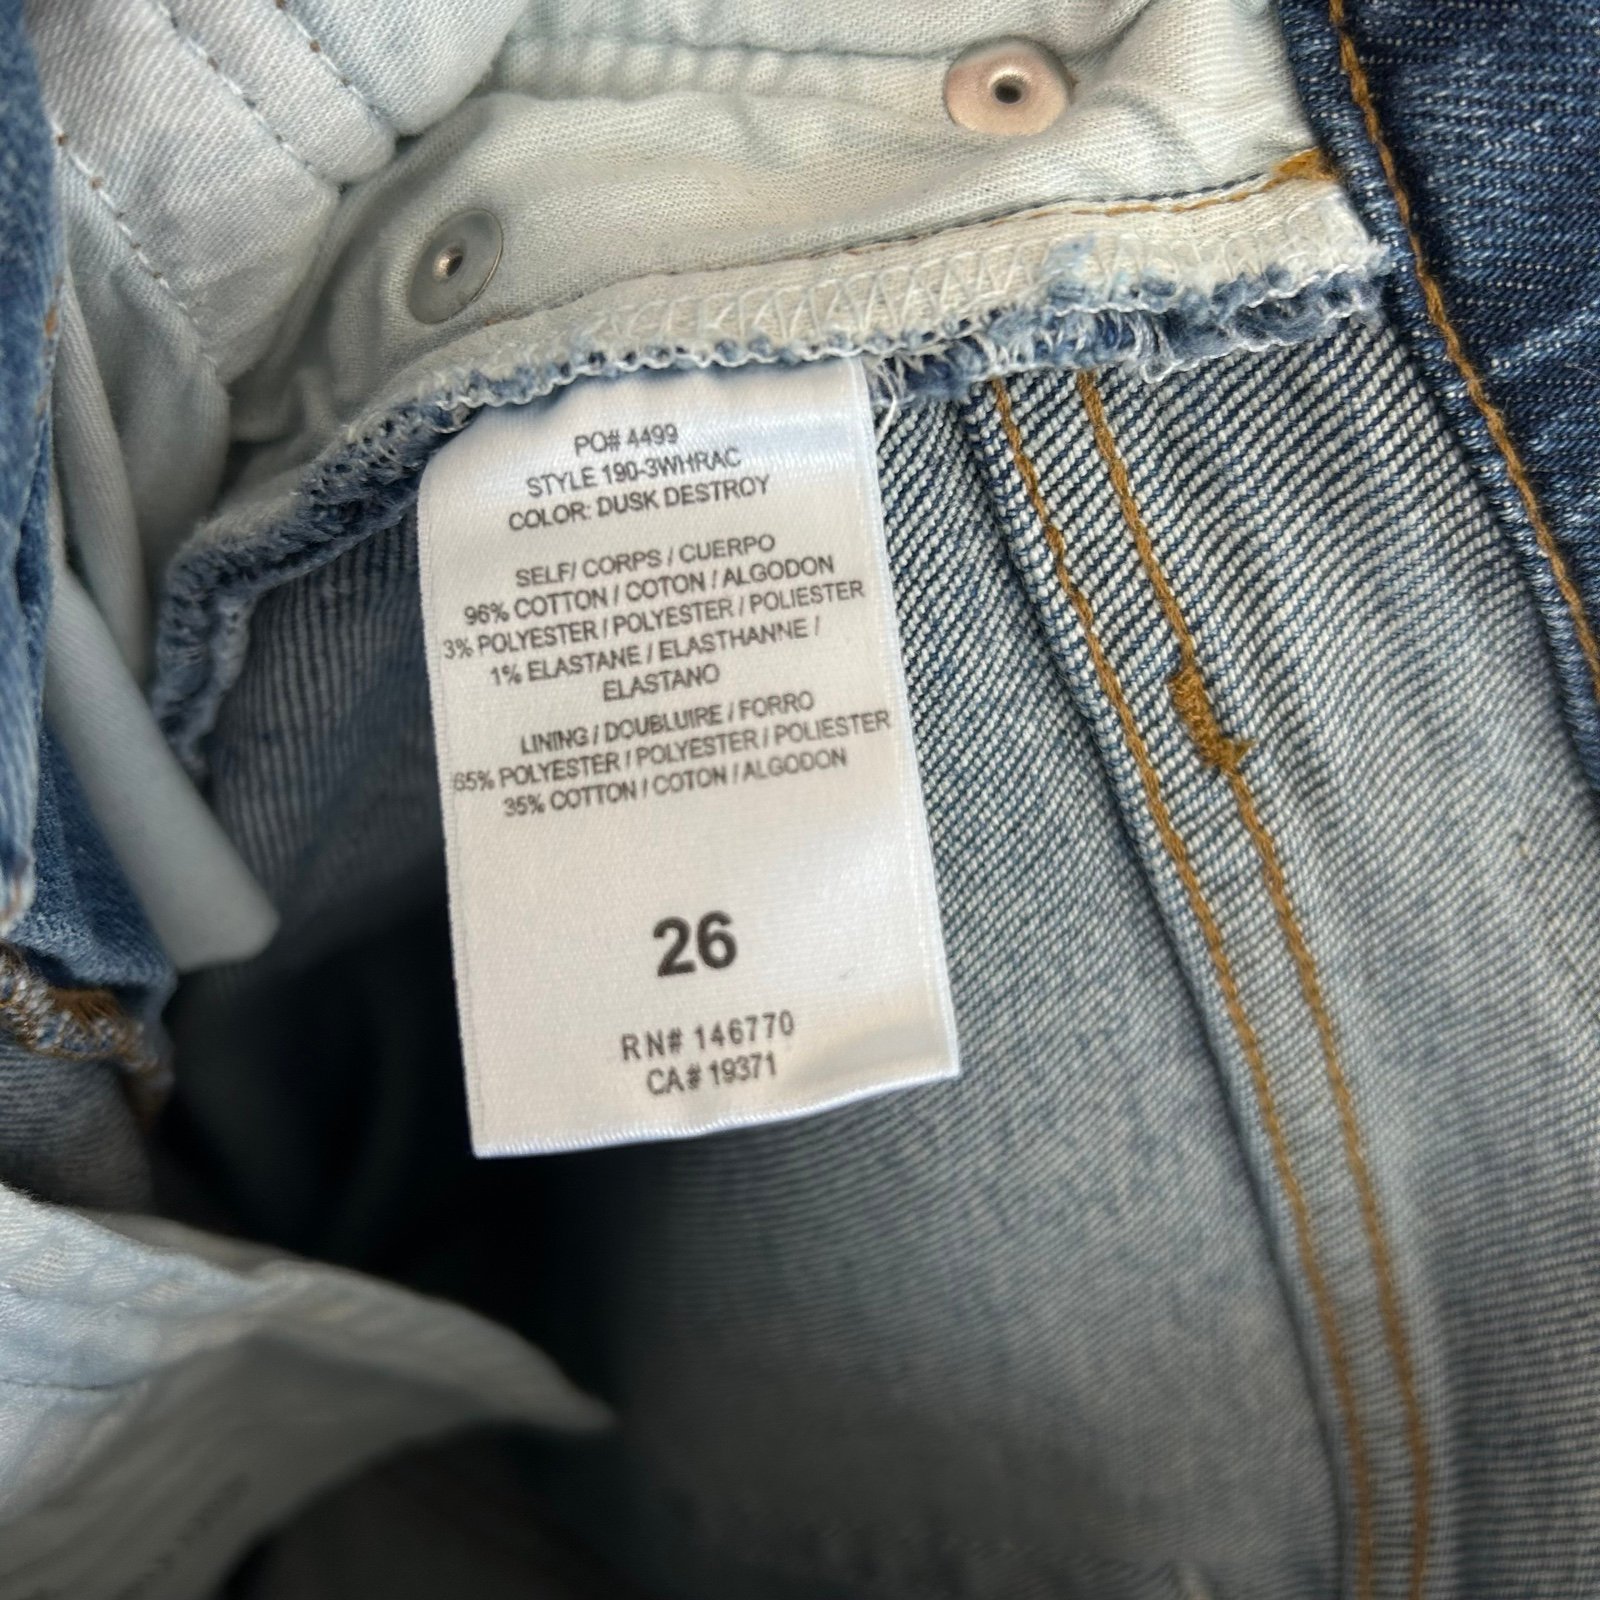 PO# 4499
STYLE 190-3WHRAC
COLOR: DUSK DESTROY
SELF/ CORPS / CUERPO
96% COTTON / COTON / ALGODON
3% POLYESTER / POLYESTER / POLIESTER
1% ELASTANE / ELASTHANNE /
ELASTANO
LINING / DOUBLUIRE / FORRO
65% POLYESTER / POLYESTER / POLIESTER
35% COTTON / COTON / ALGODON
26
RN# 146770
CA# 19371